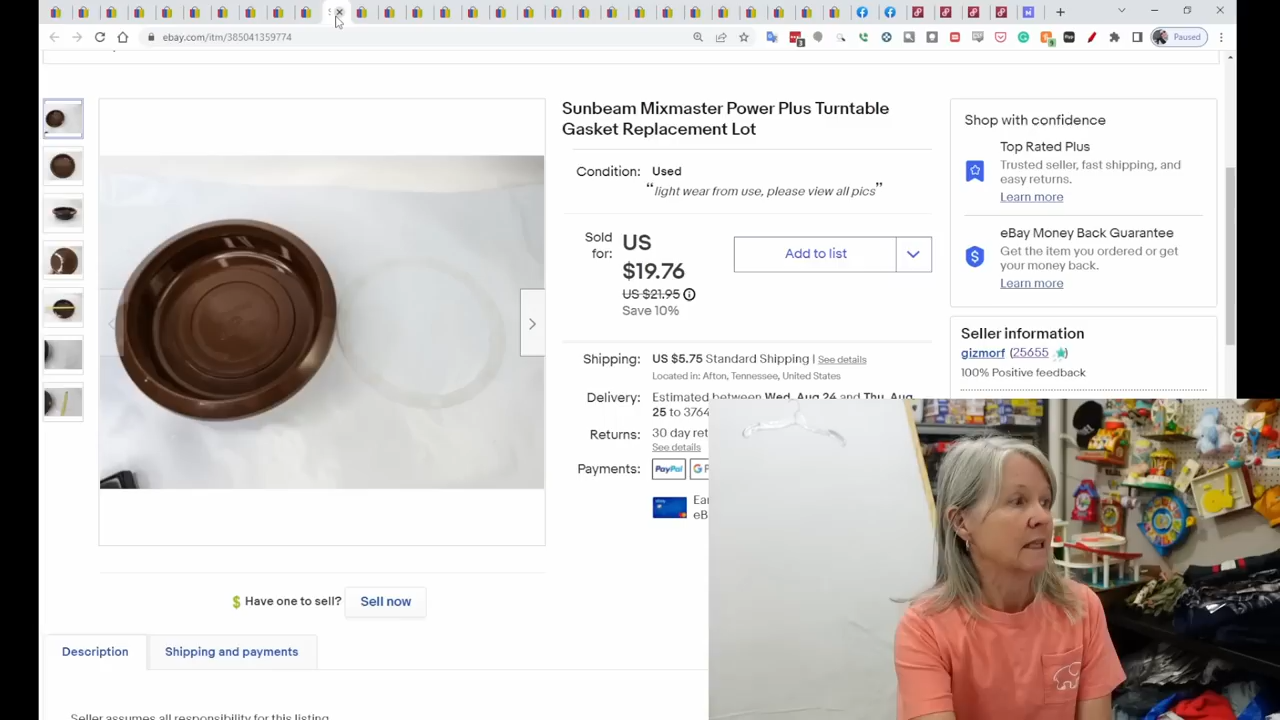 ebay.com/itm/385041359774
Paused
Sunbeam Mixmaster Power Plus Turntable
Gasket Replacement Lot
Condition: Used
“light wear from use, please view all pics”
Sold
for:
US
$19.76
US $21.95
Save 10%
Add to list
Shipping: US $5.75 Standard Shipping | See details
Located in: Afton, Tennessee, United States
Delivery: Estimated between Wed, Aug 24 and Thu, Aug
25 to 3764
Returns: 30 day ret
See details
Payments: PayPal G
Ear
eB
Shop with confidence
Top Rated Plus
Trusted seller, fast shipping, and
easy returns.
Learn more
eBay Money Back Guarantee
Get the item you ordered or get
your money back.
Learn more
Seller information
gizmorf (25655 )
100% Positive feedback
Have one to sell? Sell now
Description
Shipping and payments
Seller assumes all responsibility for this listing.